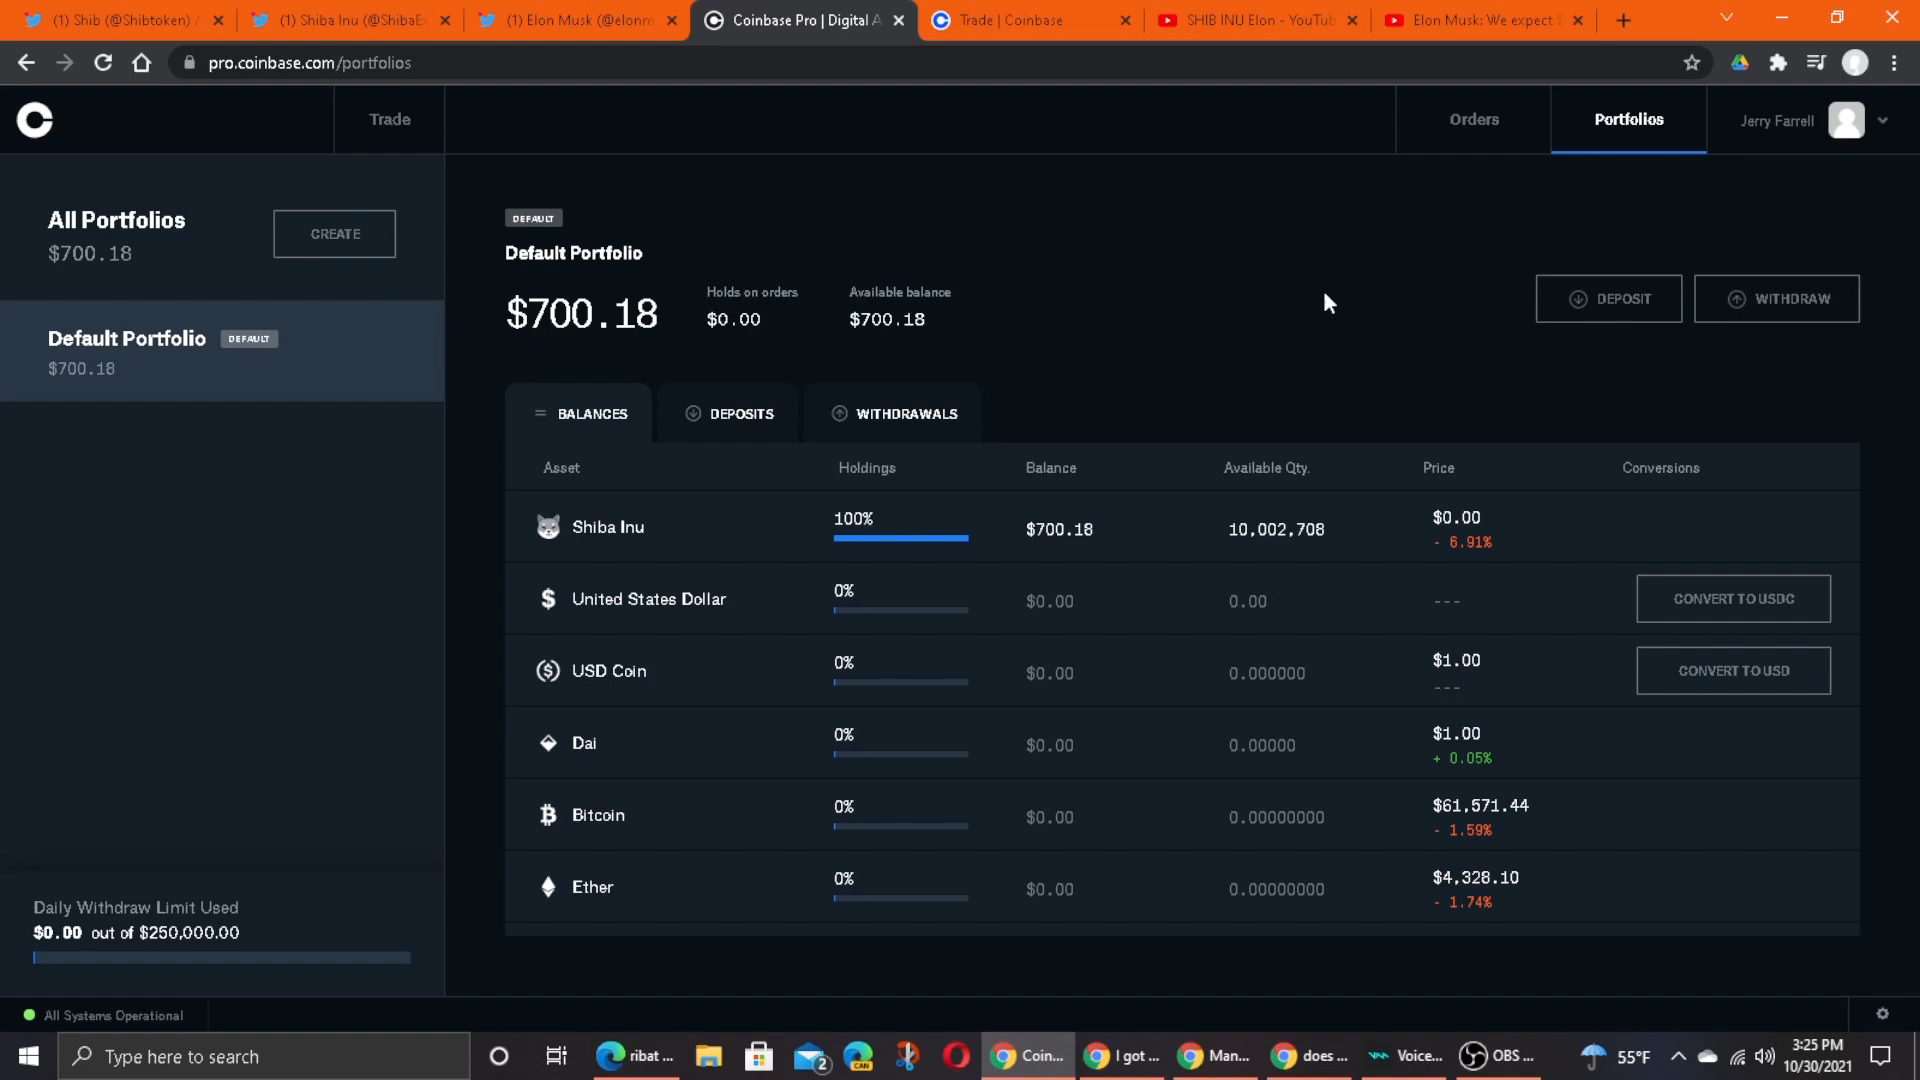 (1) Shib (@Shibtoken) /
(1) Shiba Inu (@ShibaEx
(1) Elon Musk (@elonm
Coinbase Pro | Digital A
Trade | Coinbase
SHIB INU Elon - YouTub
Elon Musk: We expect $
pro.coinbase.com/portfolios
Trade
Orders
Portfolios
Jerry Farrell
All Portfolios
$700.18
CREATE
Default Portfolio DEFAULT
$700.18
DEFAULT
Default Portfolio
$700.18
Holds on orders
$0.00
Available balance
$700.18
DEPOSIT
WITHDRAW
BALANCES
DEPOSITS
WITHDRAWALS
Asset Holdings Balance Available Qty. Price Conversions
Shiba Inu 100% $700.18 10,002,708 $0.00
- 6.91%
United States Dollar 0% $0.00 0.00 --- CONVERT TO USDC
USD Coin 0% $0.00 0.000000 $1.00 CONVERT TO USD
---
Dai 0% $0.00 0.00000 $1.00
+ 0.05%
Bitcoin 0% $0.00 0.00000000 $61,571.44
- 1.59%
Ether 0% $0.00 0.00000000 $4,328.10
- 1.74%
Daily Withdraw Limit Used
$0.00 out of $250,000.00
All Systems Operational
Type here to search
ribat ...
2
CAN
Coin...
I got ...
Man...
does ...
Voice...
OBS ...
55°F
3:25 PM
10/30/2021